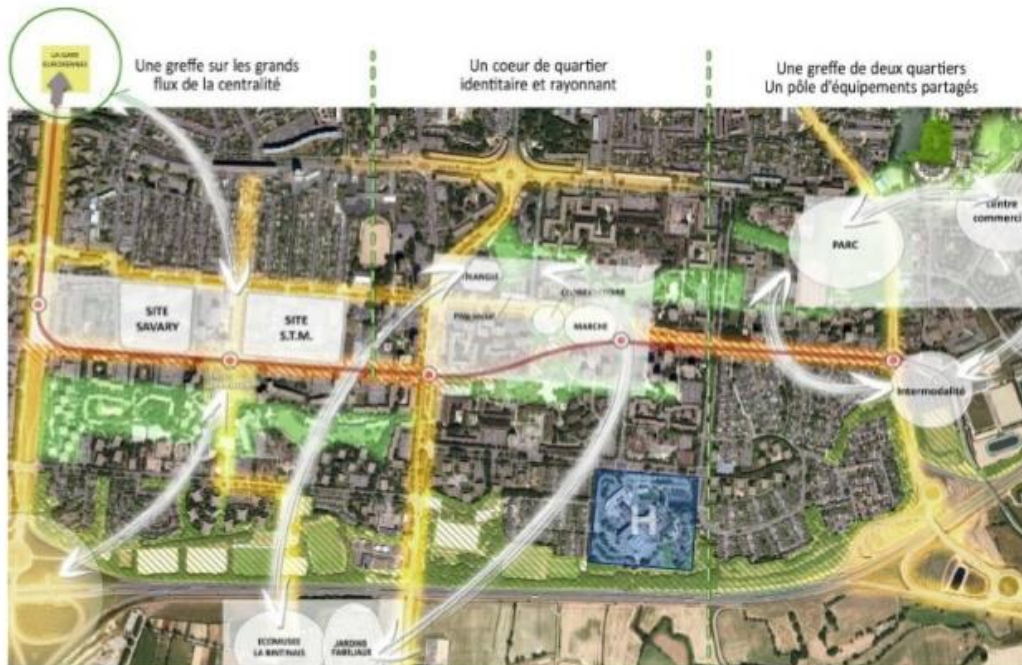 LA GARE
EURORENNES
Une greffe sur les grands
flux de la centralité
Un coeur de quartier
identitaire et rayonnant
Une greffe de deux quartiers
Un pôle d'équipements partagés
centre
commerci
PARC
SITE
SAVARY
SITE
S.T.M.
MARCHE
Intermodalité
H
ECOMUSEE
LA BINTINAIS
JARDINS
FAMILIAUX